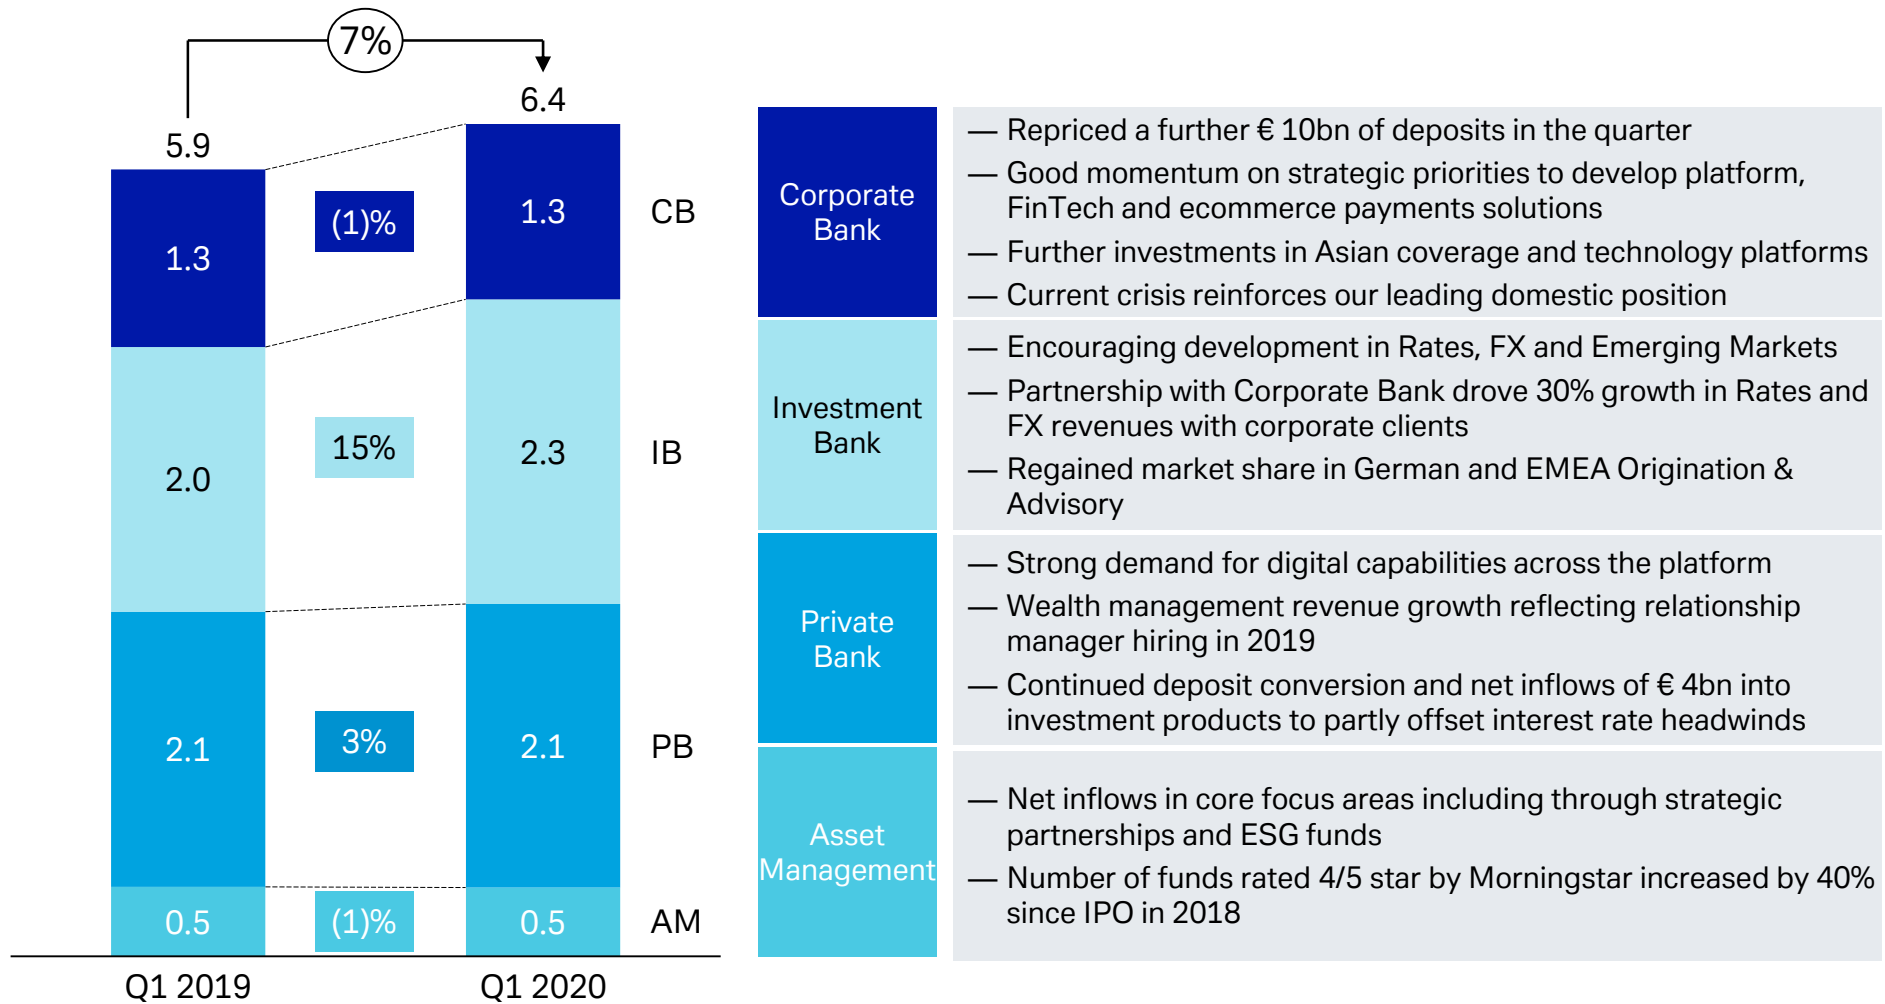 7%
5.9
6.4
1.3
(1)%
1.3
CB
2.0
15%
2.3
IB
2.1
3%
2.1
PB
0.5
(1)%
0.5
AM
Q1 2019
Q1 2020
Corporate
Bank
— Repriced a further € 10bn of deposits in the quarter
— Good momentum on strategic priorities to develop platform,
FinTech and ecommerce payments solutions
— Further investments in Asian coverage and technology platforms
— Current crisis reinforces our leading domestic position
Investment
Bank
— Encouraging development in Rates, FX and Emerging Markets
— Partnership with Corporate Bank drove 30% growth in Rates and
FX revenues with corporate clients
— Regained market share in German and EMEA Origination &
Advisory
Private
Bank
— Strong demand for digital capabilities across the platform
— Wealth management revenue growth reflecting relationship
manager hiring in 2019
— Continued deposit conversion and net inflows of € 4bn into
investment products to partly offset interest rate headwinds
Asset
Management
— Net inflows in core focus areas including through strategic
partnerships and ESG funds
— Number of funds rated 4/5 star by Morningstar increased by 40%
since IPO in 2018